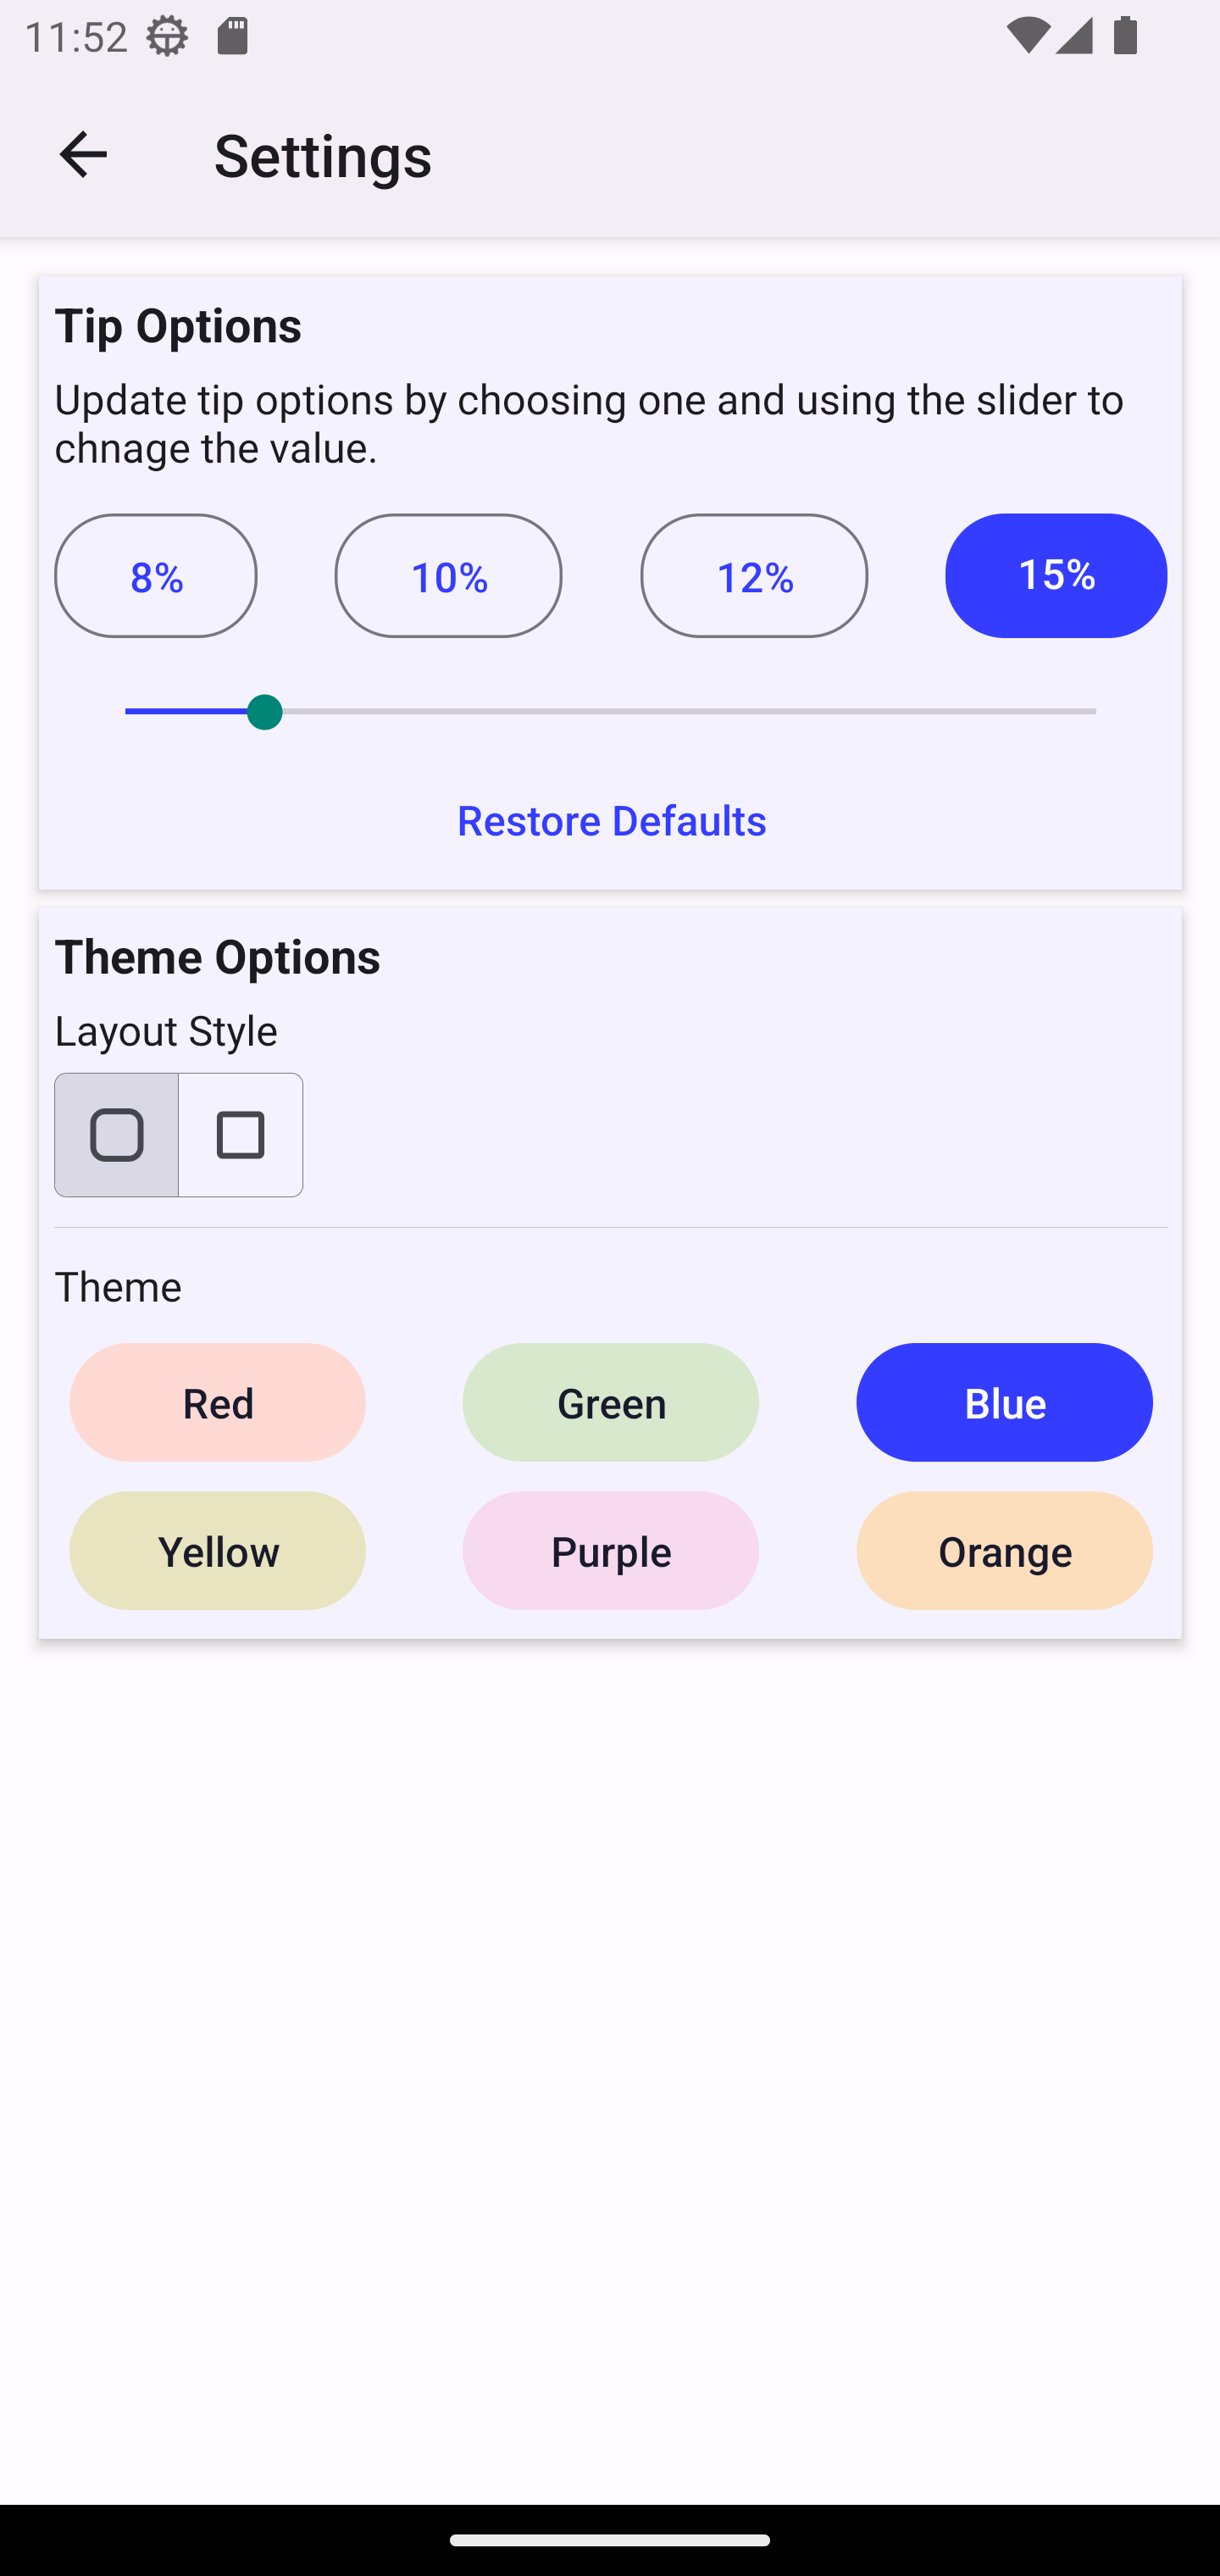 11:52
Settings
Tip Options
Update tip options by choosing one and using the slider to
chnage the value.
8% 10% 12% 15%
Restore Defaults
Theme Options
Layout Style
Theme
Red Green Blue
Yellow Purple Orange